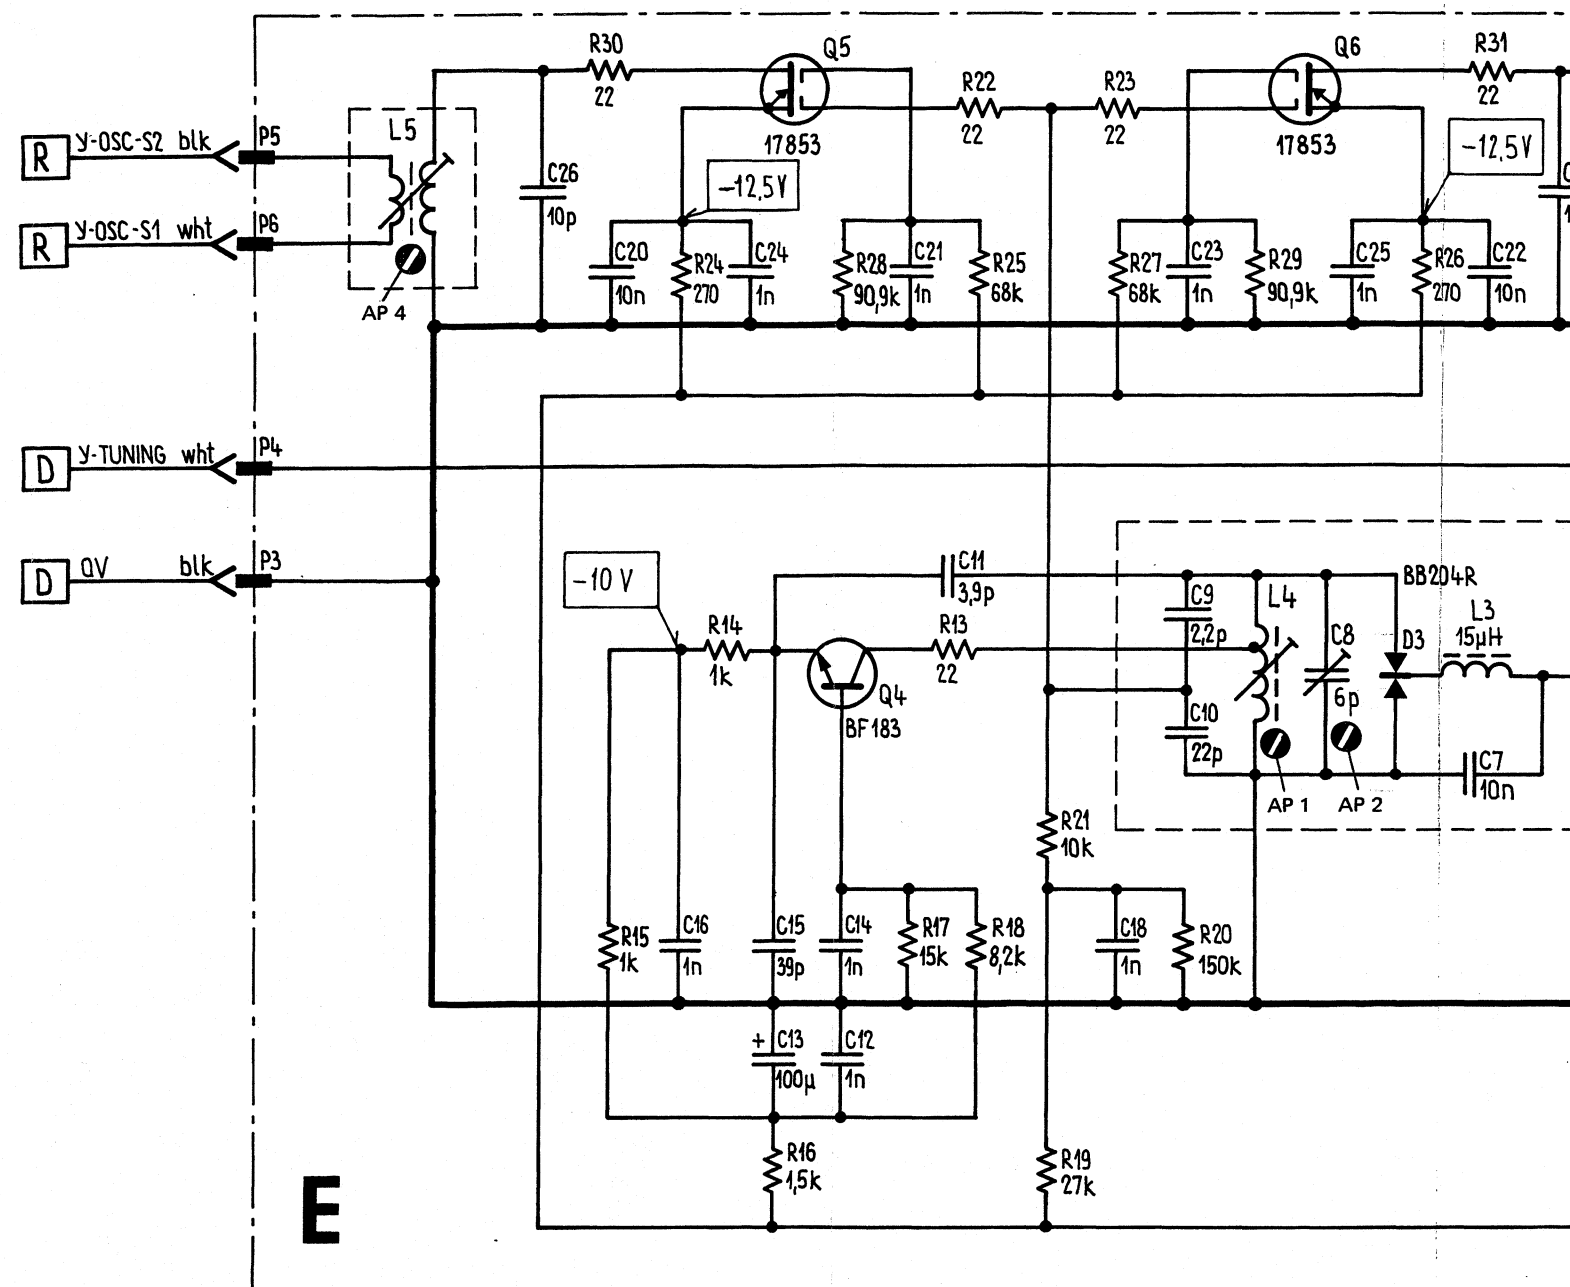 R30
22
Q5
17853
R22
22
R23
22
Q6
17853
R31
22
R
Y-OSC-S2 blk
P5
L5
-12,5V
-12,5V
C26
10p
R
Y-OSC-S1 wht
P6
AP 4
C20
10n
R24
270
C24
1n
R28
90,9k
C21
1n
R25
68k
R27
68k
C23
1n
R29
90,9k
C25
1n
R26
270
C22
10n
D
Y-TUNING wht
P4
D
0V
blk
P3
-10 V
R14
1k
C11
3,9p
R13
22
Q4
BF183
C9
2,2p
C10
22p
L4
C8
6p
BB204R
D3
L3
15µH
C7
10n
AP 1
AP 2
R21
10k
R15
1k
C16
1n
C15
39p
C14
1n
R17
15k
R18
8,2k
C18
1n
R20
150k
+ C13
100µ
C12
1n
R16
1,5k
R19
27k
E